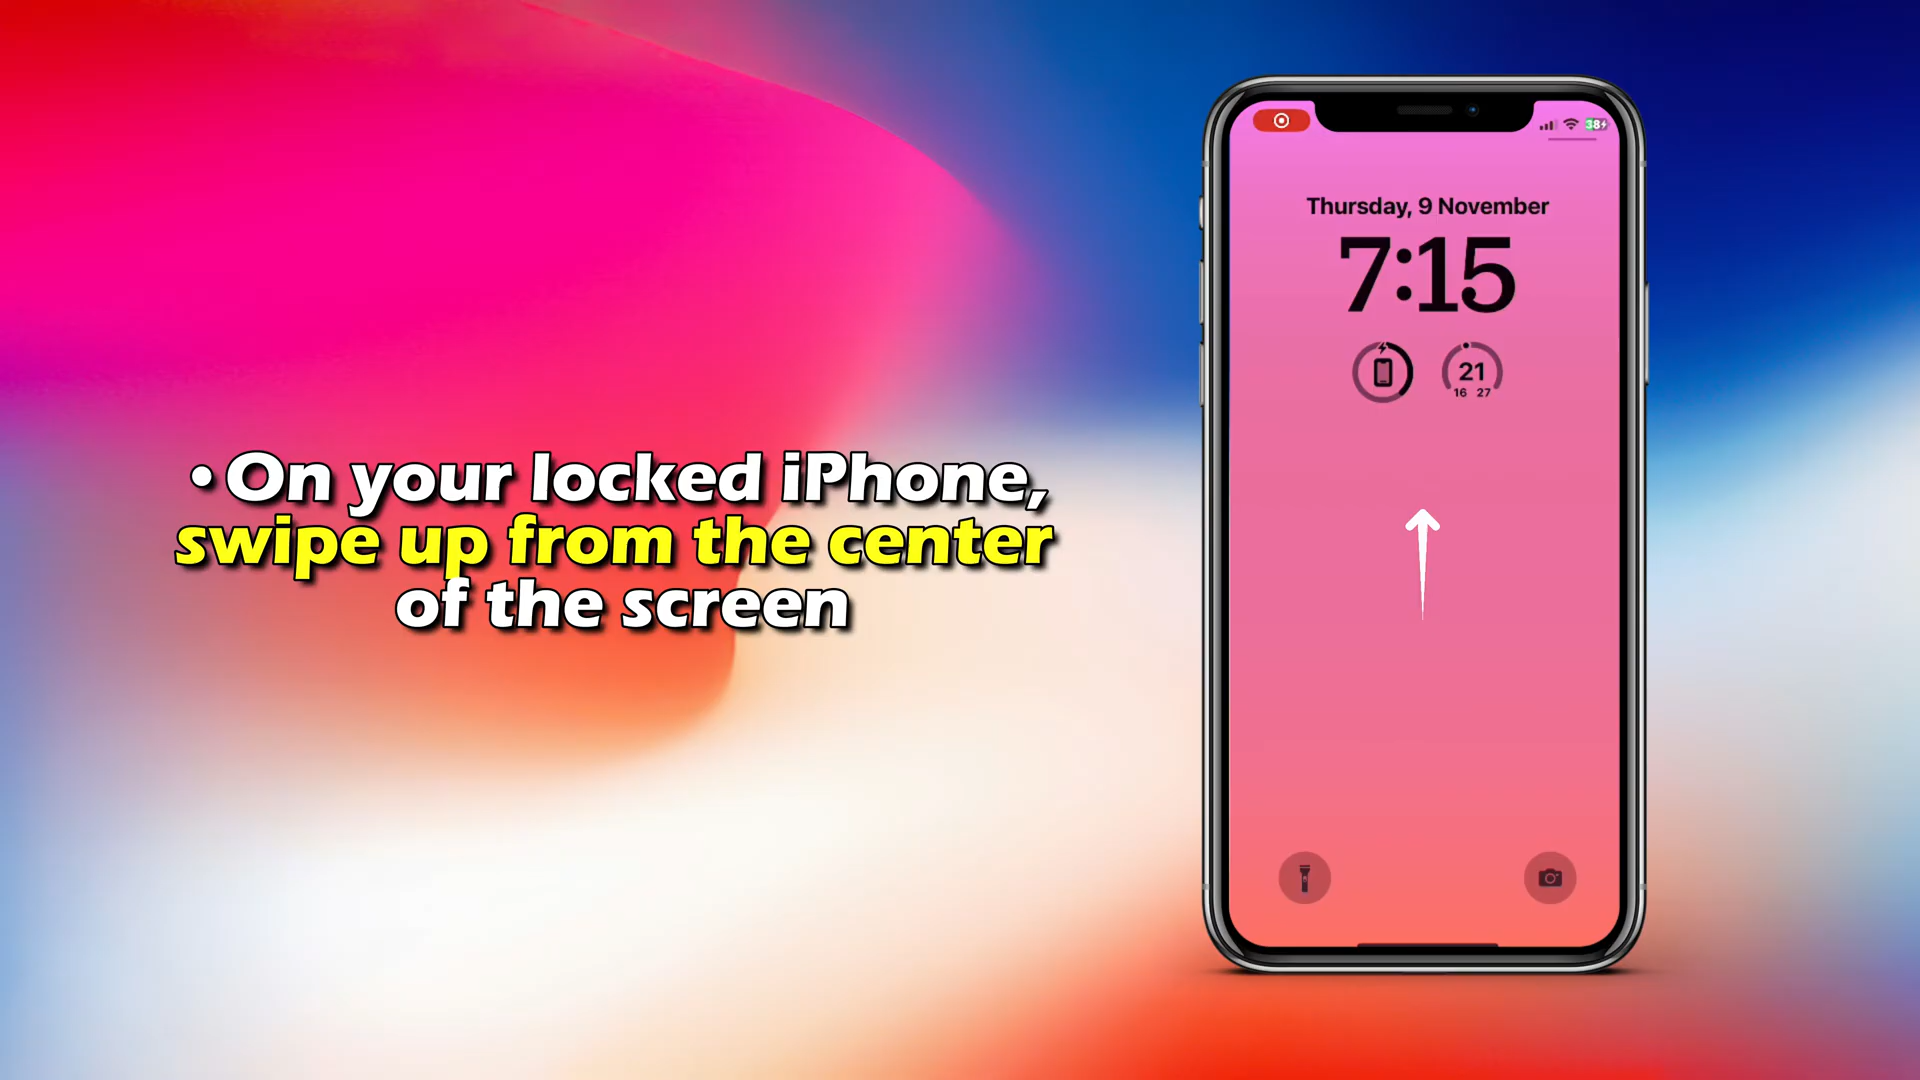 •On your locked iPhone,
swipe up from the center
of the screen
38
Thursday, 9 November
7:15
21
16 27